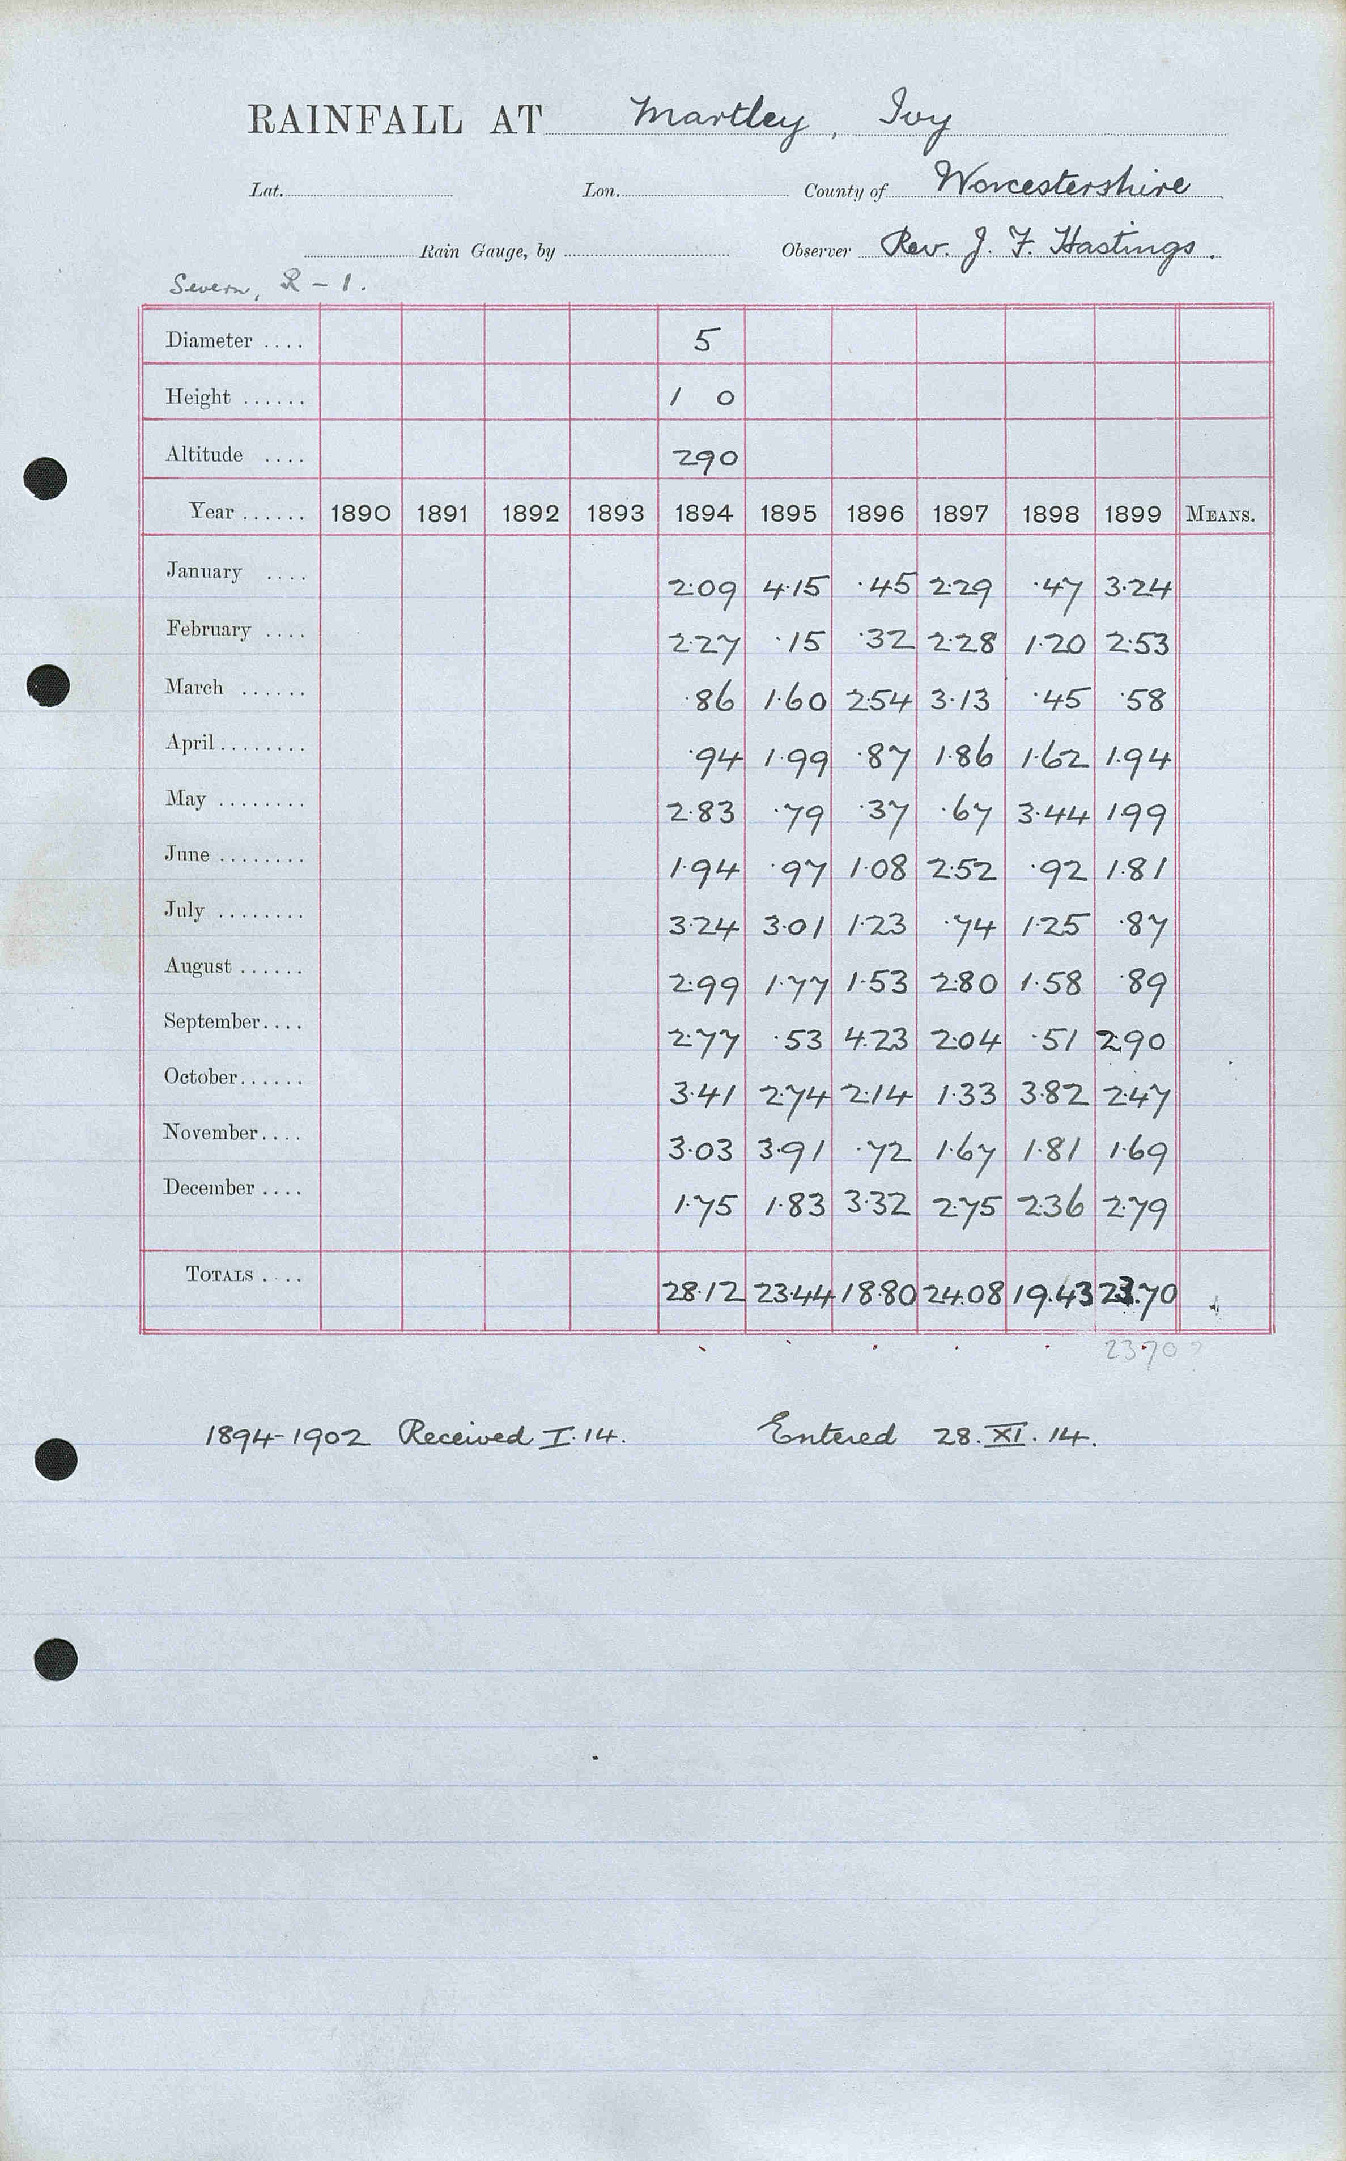 RAINFALL AT Martley, Ivy
Lat. Lon. County of Worcestershire
Rain Gauge, by Observer Rev. J. F. Hastings.
Severn, R - 1.
Diameter .... 5
Height ...... 1 0
Altitude .... 290
Year ...... 1890 1891 1892 1893 1894 1895 1896 1897 1898 1899 MEANS.
January .... 2.09 4.15 .45 2.29 .47 3.24
February .... 2.27 .15 .32 2.28 1.20 2.53
March ...... .86 1.60 2.54 3.13 .45 .58
April ........ .94 1.99 .87 1.86 1.62 1.94
May ........ 2.83 .79 .37 .67 3.44 1.99
June ........ 1.94 .97 1.08 2.52 .92 1.81
July ........ 3.24 3.01 1.23 .74 1.25 .87
August ...... 2.99 1.77 1.53 2.80 1.58 .89
September.... 2.77 .53 4.23 2.04 .51 2.90
October...... 3.41 2.74 2.14 1.33 3.82 2.47
November.... 3.03 3.91 .72 1.67 1.81 1.69
December .... 1.75 1.83 3.32 2.75 2.36 2.79
TOTALS .... 28.12 23.44 18.80 24.08 19.43 23.70
23.70?
1894-1902 Received I.14. Entered 28.XI.14.